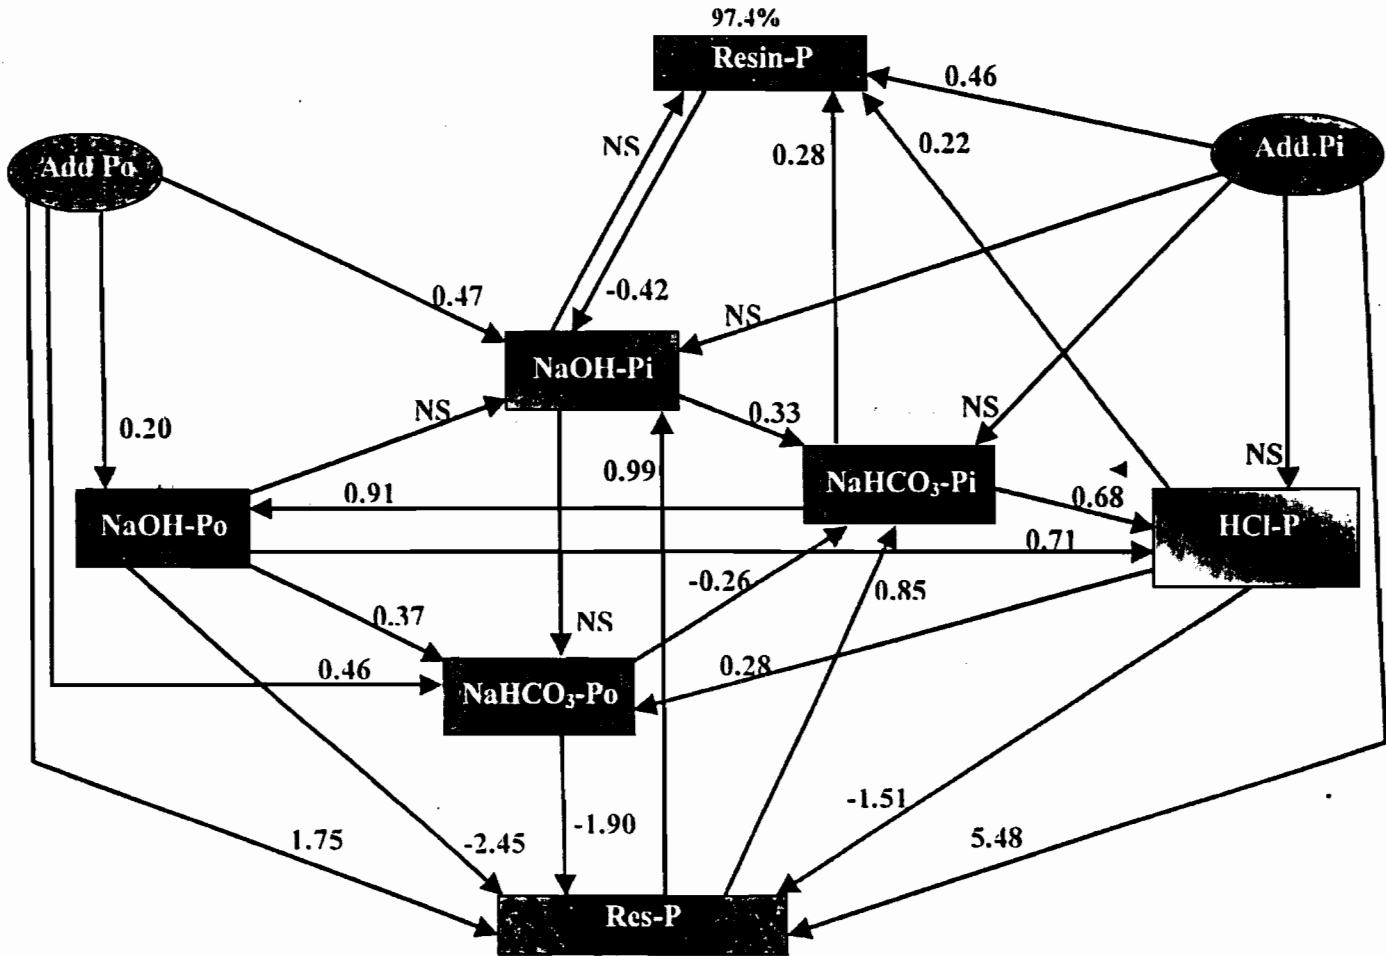 97.4%
Resin-P
0.46
Add Po
NS
0.28
0.22
Add.Pi
0.47
-0.42
NS
NaOH-Pi
0.20
NS
0.33
NS
0.99
NaHCO₃-Pi
NS
0.91
0.68
NaOH-Po
HCl-P
0.71
-0.26
0.85
0.37
NS
0.46
0.28
NaHCO₃-Po
-1.51
1.75
-2.45
-1.90
5.48
Res-P